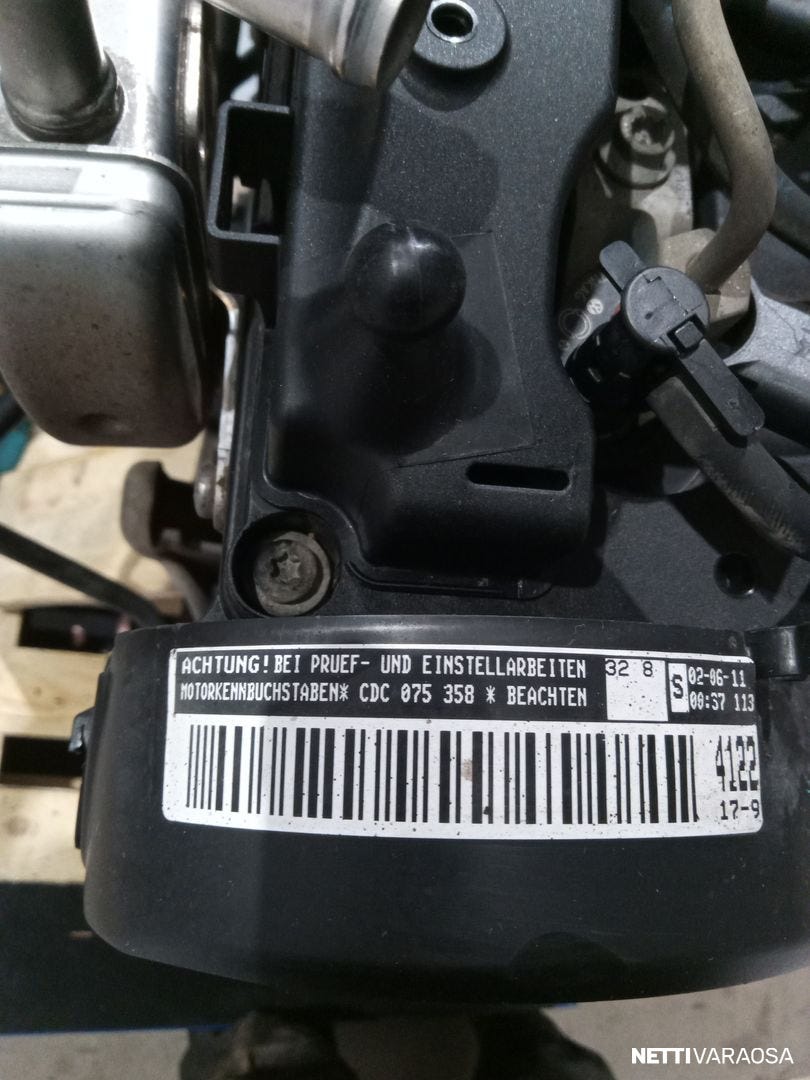 ACHTUNG! BEI PRUEF- UND EINSTELLARBEITEN
MOTORKENNBUCHSTABEN* CDC 075 358 * BEACHTEN
32 8
S
02-06-11
00:37 113
4122
17-9
NETTIVARAOSA